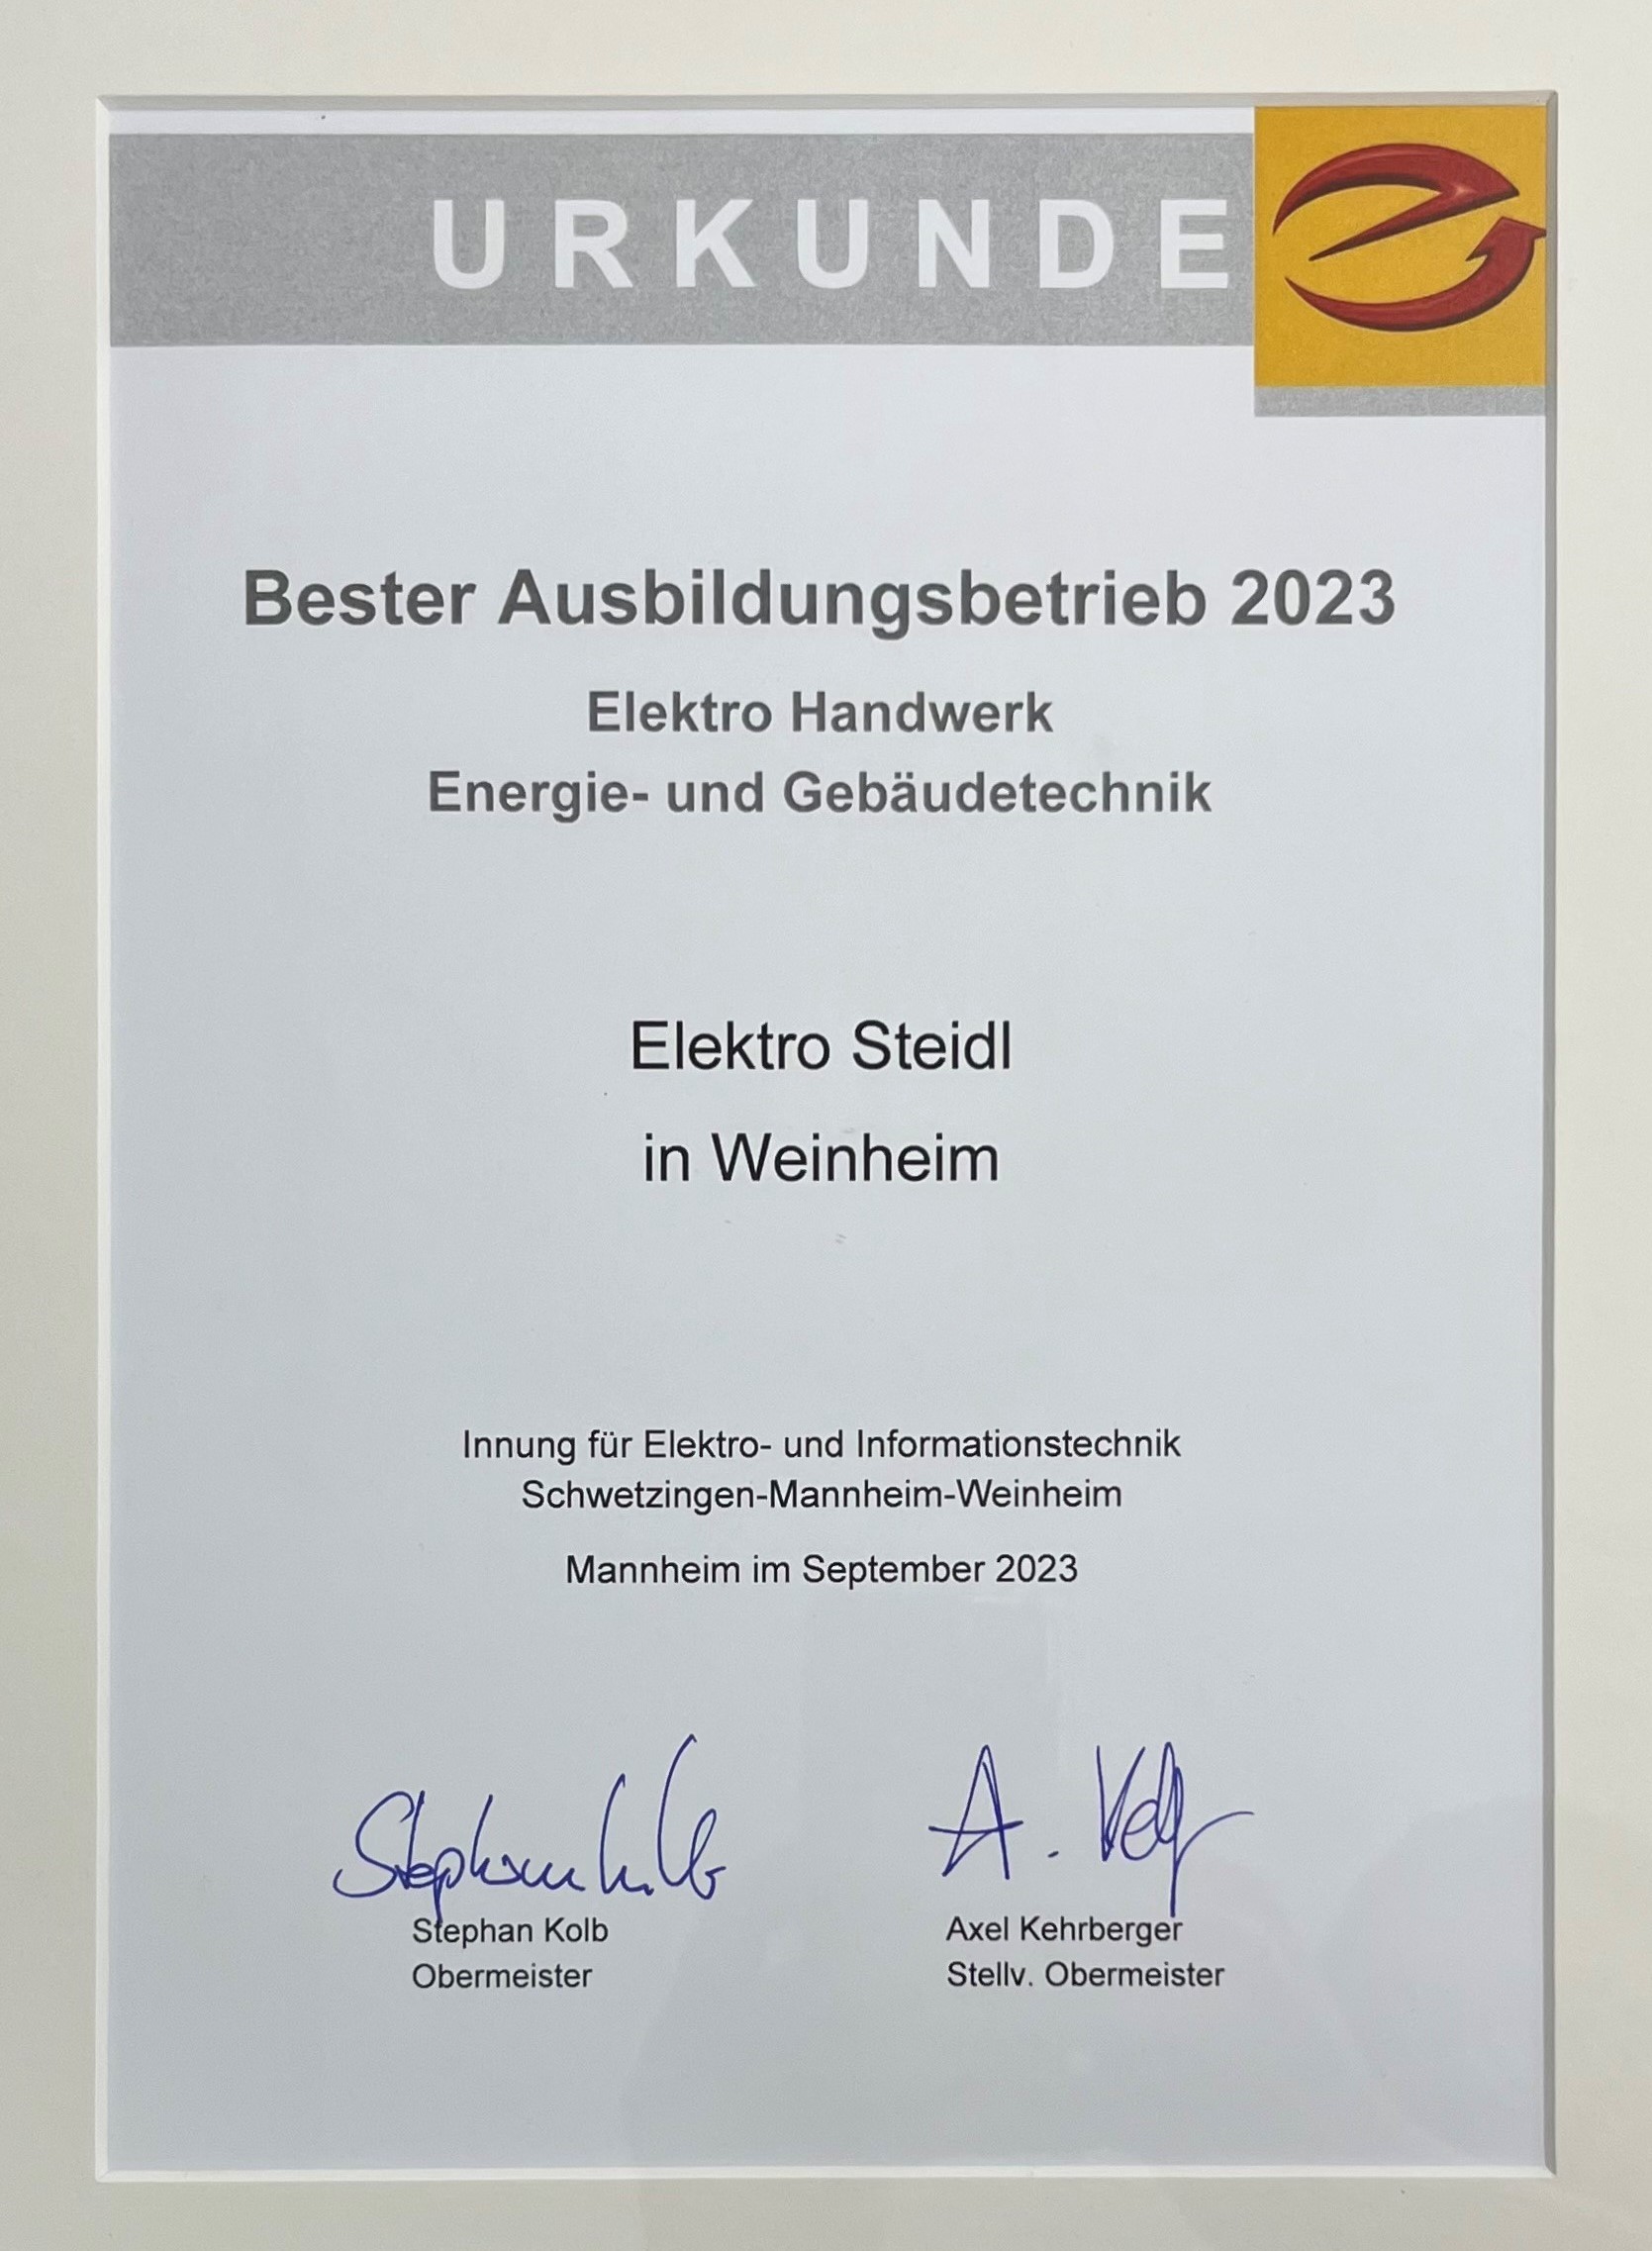 URKUNDE
Bester Ausbildungsbetrieb 2023
Elektro Handwerk
Energie- und Gebäudetechnik
Elektro Steidl
in Weinheim
Innung für Elektro- und Informationstechnik
Schwetzingen-Mannheim-Weinheim
Mannheim im September 2023
Stephan Kolb
Obermeister
Axel Kehrberger
Stellv. Obermeister